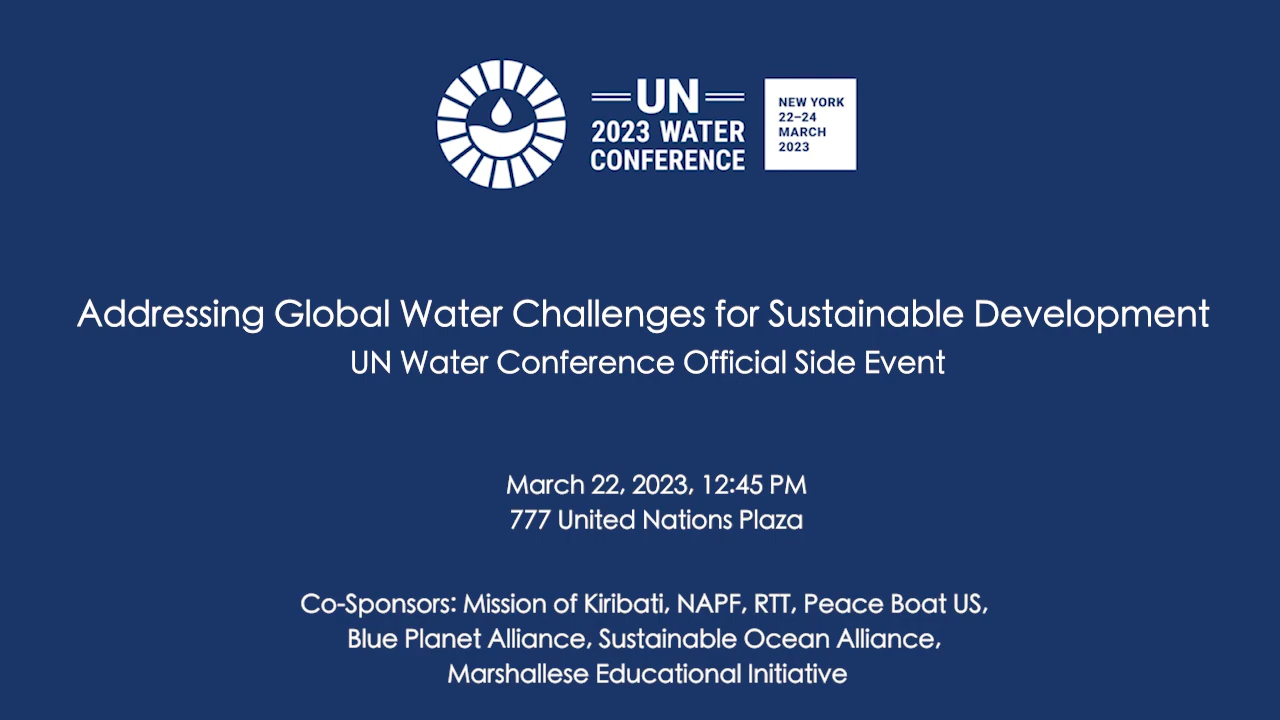 UN
2023 WATER
CONFERENCE
NEW YORK
22–24
MARCH
2023
Addressing Global Water Challenges for Sustainable Development
UN Water Conference Official Side Event
March 22, 2023, 12:45 PM
777 United Nations Plaza
Co-Sponsors: Mission of Kiribati, NAPF, RTT, Peace Boat US,
Blue Planet Alliance, Sustainable Ocean Alliance,
Marshallese Educational Initiative